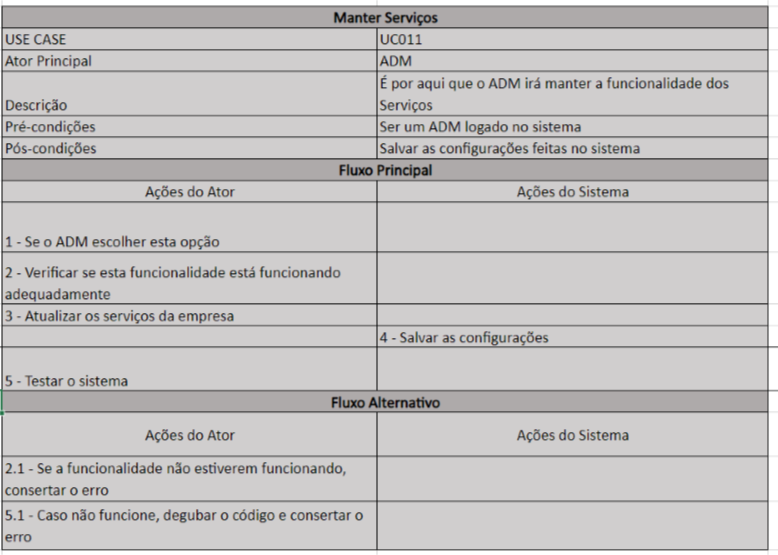 Manter Serviços
USE CASE UC011
Ator Principal ADM
É por aqui que o ADM irá manter a funcionalidade dos
Descrição Serviços
Pré-condições Ser um ADM logado no sistema
Pós-condições Salvar as configurações feitas no sistema
Fluxo Principal
Ações do Ator Ações do Sistema
1 - Se o ADM escolher esta opção
2 - Verificar se esta funcionalidade está funcionando
adequadamente
3 - Atualizar os serviços da empresa
4 - Salvar as configurações
5 - Testar o sistema
Fluxo Alternativo
Ações do Ator Ações do Sistema
2.1 - Se a funcionalidade não estiverem funcionando,
consertar o erro
5.1 - Caso não funcione, degubar o código e consertar o
erro